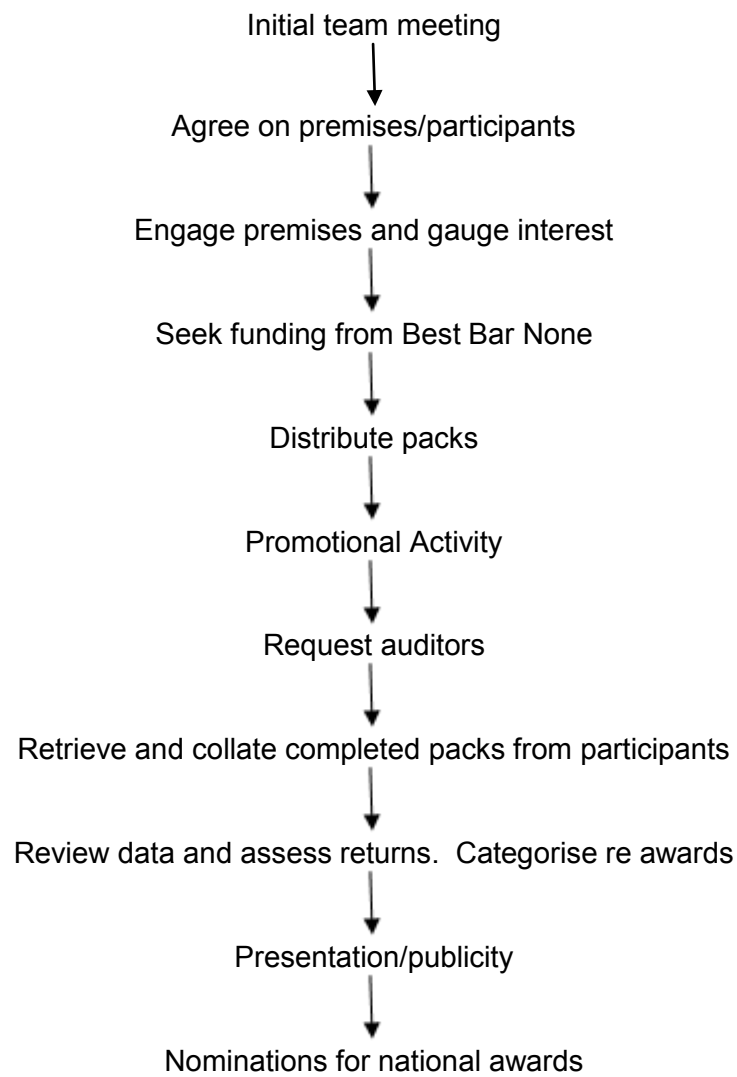 Initial team meeting
Agree on premises/participants
Engage premises and gauge interest
Seek funding from Best Bar None
Distribute packs
Promotional Activity
Request auditors
Retrieve and collate completed packs from participants
Review data and assess returns.  Categorise re awards
Presentation/publicity
Nominations for national awards